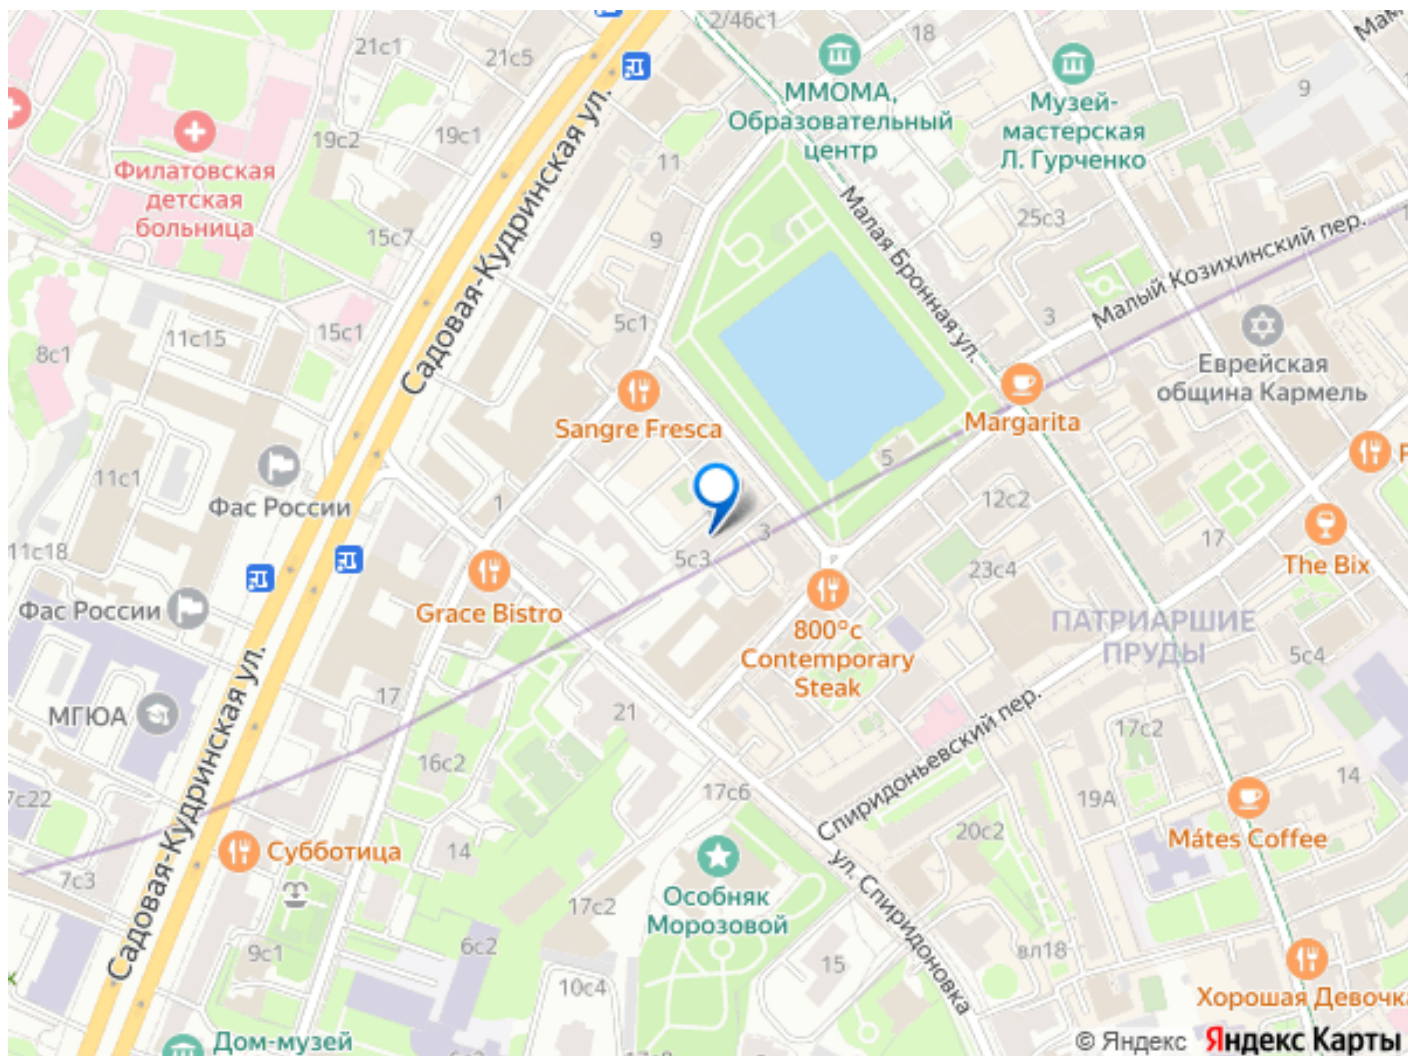 2/46с1
18
21с1
21с5
ММОМА,
Образовательный
центр
Музей-
мастерская
Л. Гурченко
9
19с2
19с1
Филатовская
детская
больница
11
Садовая-Кудринская ул.
Малая Бронная ул.
25с3
15с7
9
Малый Козихинский пер.
3
5с1
15с1
11с15
8с1
Еврейская
община Кармель
Sangre Fresca
Margarita
5
11с1
Фас России
12с2
1
3
17
The Bix
11с18
5с3
23с4
Фас России
Grace Bistro
800°с
Contemporary
Steak
ПАТРИАРШИЕ
ПРУДЫ
5с4
Садовая-Кудринская ул.
МГЮА
17
21
17с2
16с2
Спиридоньевский пер.
14
17с6
19А
7с22
20с2
Mátes Coffee
Субботица
14
7с3
Особняк
Морозовой
ул. Спиридоновка
17с2
6с2
9с1
вл18
15
10с4
Хорошая Девочка
Дом-музей
6с2
17с8
© Яндекс
Яндекс Карты